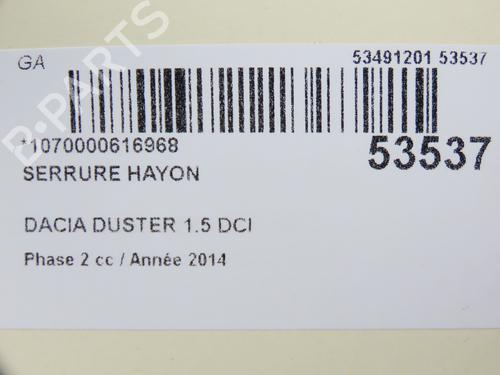 GA
53491201 53537
*1070000616968
53537
SERRURE HAYON
DACIA DUSTER 1.5 DCI
Phase 2 cc / Année 2014
B-PARTS